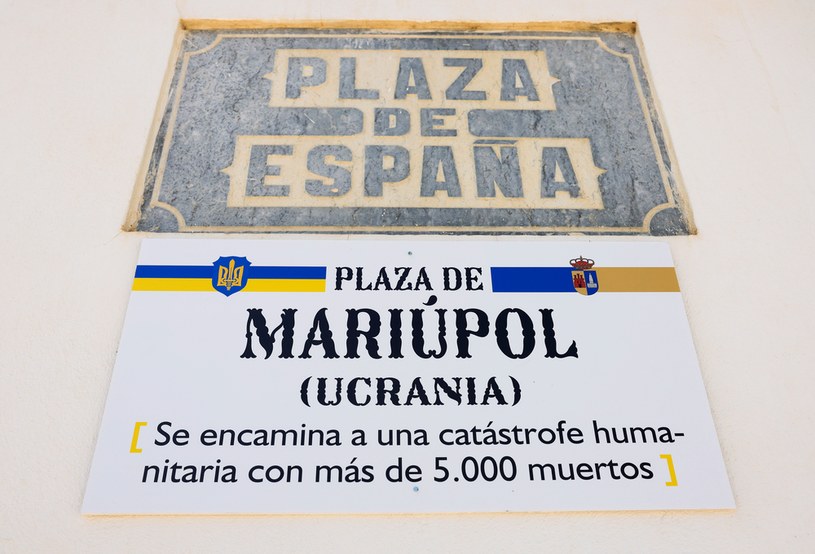 PLAZA
DE
ESPAÑA
PLAZA DE
MARIÚPOL
(UCRANIA)
[ Se encamina a una catástrofe huma-
nitaria con más de 5.000 muertos ]